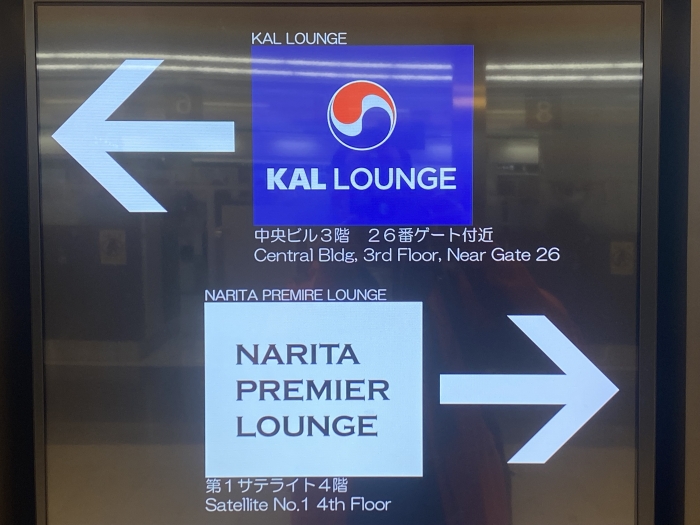 KAL LOUNGE
KAL LOUNGE
中央ビル3階　26番ゲート付近
Central Bldg, 3rd Floor, Near Gate 26
NARITA PREMIRE LOUNGE
NARITA
PREMIER
LOUNGE
第1サテライト4階
Satellite No.1 4th Floor